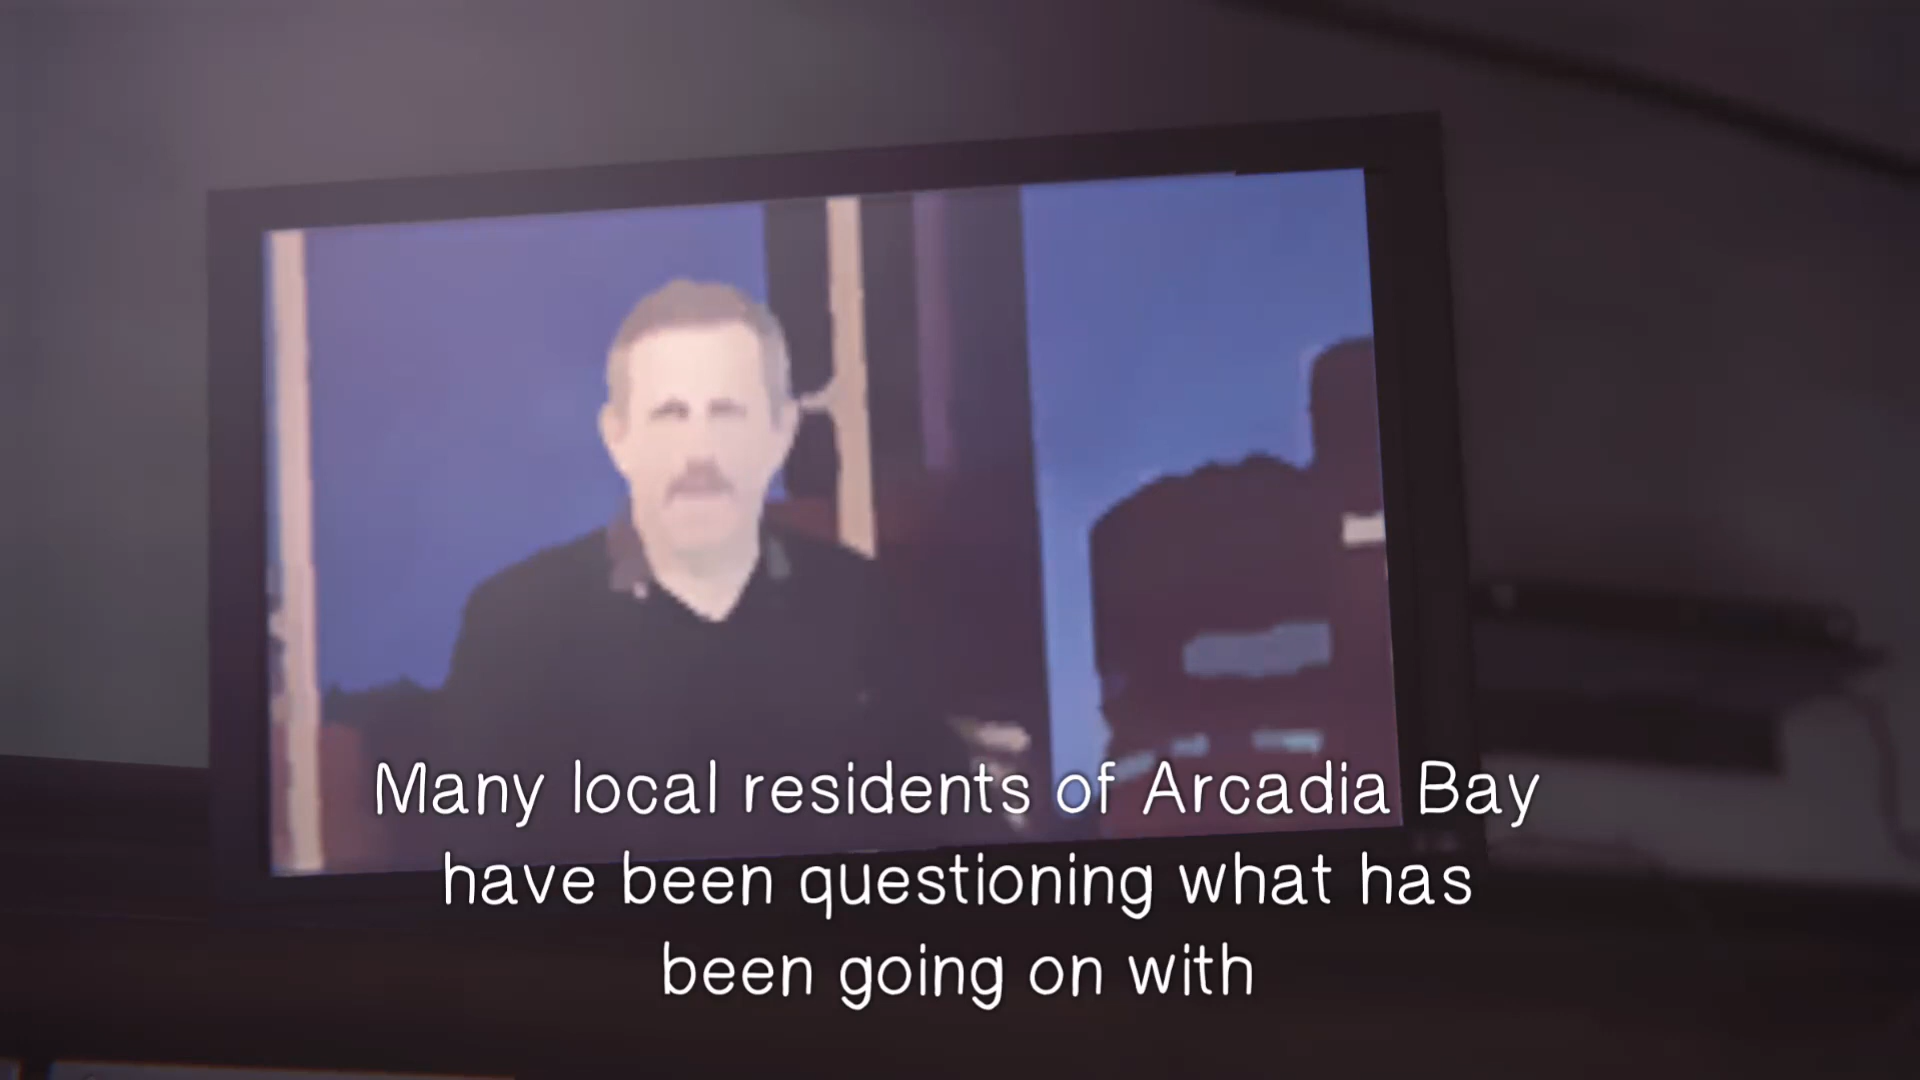 Many local residents of Arcadia Bay
have been questioning what has
been going on with